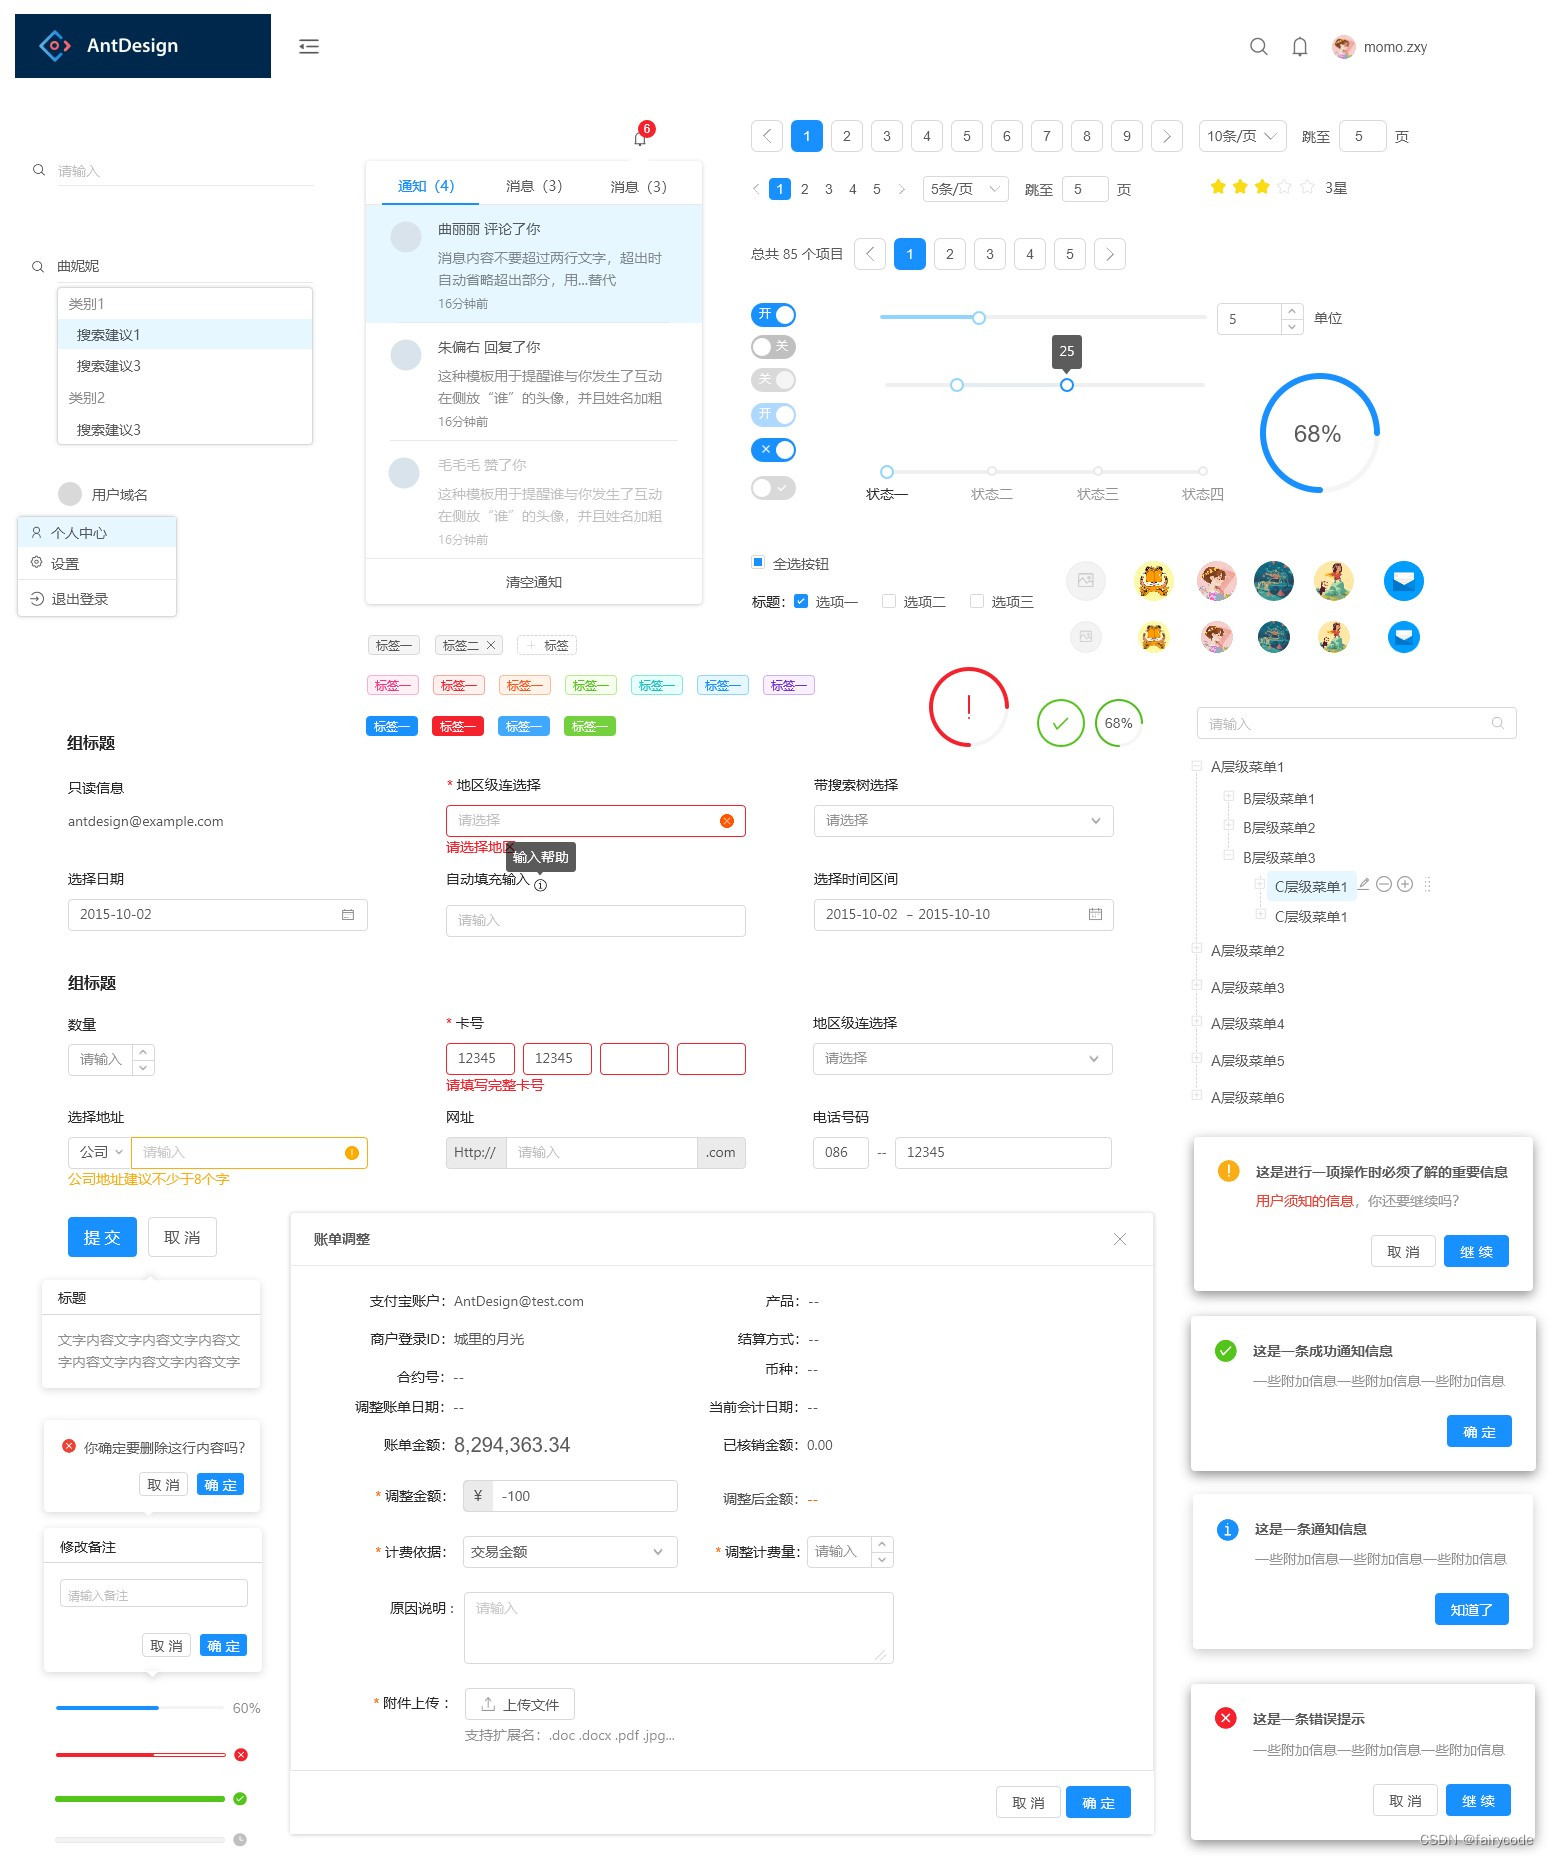 AntDesign
momo.zxy
请输入
曲妮妮
类别1
搜索建议1
搜索建议3
类别2
搜索建议3
用户域名
个人中心
设置
退出登录
6
通知（4） 消息（3） 消息（3）
曲丽丽 评论了你
消息内容不要超过两行文字，超出时
自动省略超出部分，用...替代
16分钟前
朱偏右 回复了你
这种模板用于提醒谁与你发生了互动
在侧放“谁”的头像，并且姓名加粗
16分钟前
毛毛毛 赞了你
这种模板用于提醒谁与你发生了互动
在侧放“谁”的头像，并且姓名加粗
16分钟前
清空通知
标签一 标签二 标签
标签一 标签一 标签一 标签一 标签一 标签一 标签一
标签一 标签一 标签一 标签一
1 2 3 4 5 6 7 8 9 10条/页 跳至 5 页
1 2 3 4 5 5条/页 跳至 5 页
3星
总共 85 个项目 1 2 3 4 5
开
关
关
开
5 单位
25
68%
状态一 状态二 状态三 状态四
全选按钮
标题： 选项一 选项二 选项三
!
68%
请输入
A层级菜单1
B层级菜单1
B层级菜单2
B层级菜单3
C层级菜单1
C层级菜单1
A层级菜单2
A层级菜单3
A层级菜单4
A层级菜单5
A层级菜单6
组标题
只读信息
antdesign@example.com
* 地区级连选择
请选择
请选择地区
带搜索树选择
请选择
选择日期
2015-10-02
输入帮助
自动填充输入
请输入
选择时间区间
2015-10-02 – 2015-10-10
组标题
数量
请输入
* 卡号
12345 12345
请填写完整卡号
地区级连选择
请选择
选择地址
公司 请输入
公司地址建议不少于8个字
网址
Http:// 请输入 .com
电话号码
086 -- 12345
提 交 取 消
标题
文字内容文字内容文字内容文
字内容文字内容文字内容文字
你确定要删除这行内容吗？
取 消 确 定
修改备注
请输入备注
取 消 确 定
60%
账单调整
支付宝账户：AntDesign@test.com 产品：--
商户登录ID：城里的月光 结算方式：--
币种：--
合约号：--
调整账单日期：-- 当前会计日期：--
账单金额：8,294,363.34 已核销金额：0.00
* 调整金额： ¥ -100 调整后金额：--
* 计费依据： 交易金额 * 调整计费量： 请输入
原因说明： 请输入
* 附件上传： 上传文件
支持扩展名：.doc .docx .pdf .jpg...
取 消 确 定
这是进行一项操作时必须了解的重要信息
用户须知的信息，你还要继续吗？
取 消 继 续
这是一条成功通知信息
一些附加信息一些附加信息一些附加信息
确 定
这是一条通知信息
一些附加信息一些附加信息一些附加信息
知道了
这是一条错误提示
一些附加信息一些附加信息一些附加信息
取 消 继 续
CSDN @fairycode